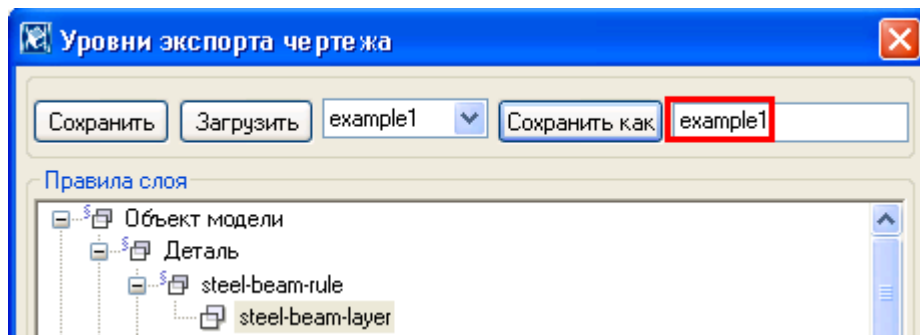 Уровни экспорта чертежа
Сохранить Загрузить example1 Сохранить как example1
Правила слоя
Объект модели
Деталь
steel-beam-rule
steel-beam-layer